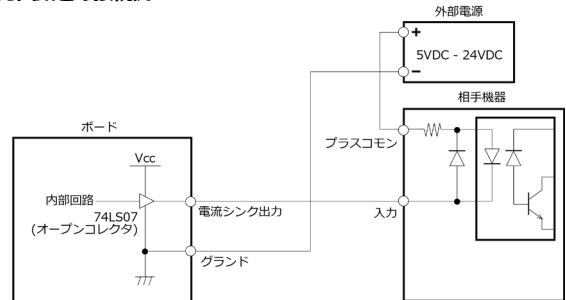 外部電源
+
5VDC - 24VDC
−
相手機器
ボード
プラスコモン
Vcc
内部回路
74LS07
(オープンコレクタ)
電流シンク出力
入力
グランド